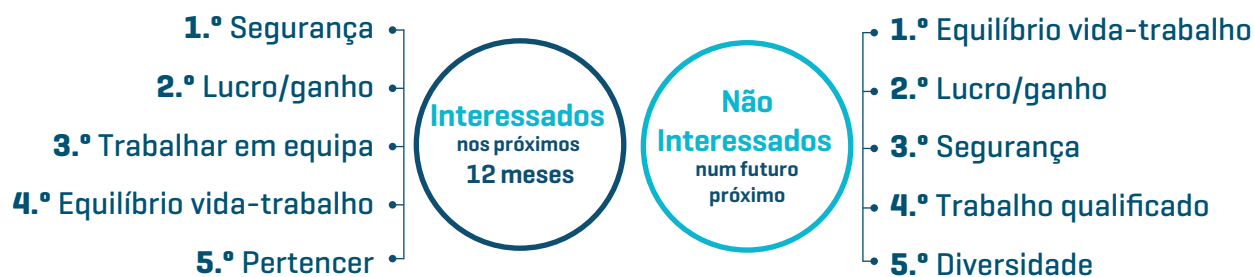 1.º Segurança
2.º Lucro/ganho
3.º Trabalhar em equipa
4.º Equilíbrio vida-trabalho
5.º Pertencer
Interessados
nos próximos
12 meses
Não
Interessados
num futuro
próximo
1.º Equilíbrio vida-trabalho
2.º Lucro/ganho
3.º Segurança
4.º Trabalho qualificado
5.º Diversidade